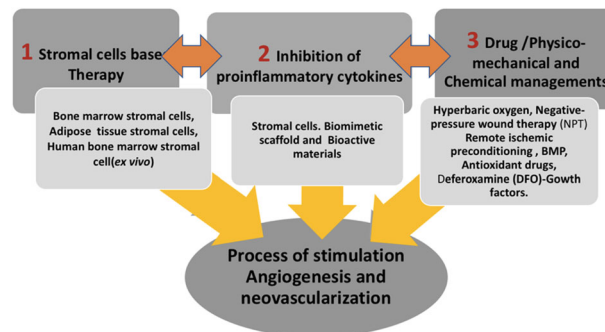 1 Stromal cells base
Therapy
2 Inhibition of
proinflammatory cytokines
3 Drug /Physico-
mechanical and
Chemical managements
Bone marrow stromal cells,
Adipose tissue stromal cells,
Human bone marrow stromal
cell(ex vivo)
Stromal cells. Biomimetic
scaffold and Bioactive
materials
Hyperbaric oxygen, Negative-
pressure wound therapy (NPT)
Remote ischemic
preconditioning , BMP,
Antioxidant drugs,
Deferoxamine (DFO)-Gowth
factors.
Process of stimulation
Angiogenesis and
neovascularization